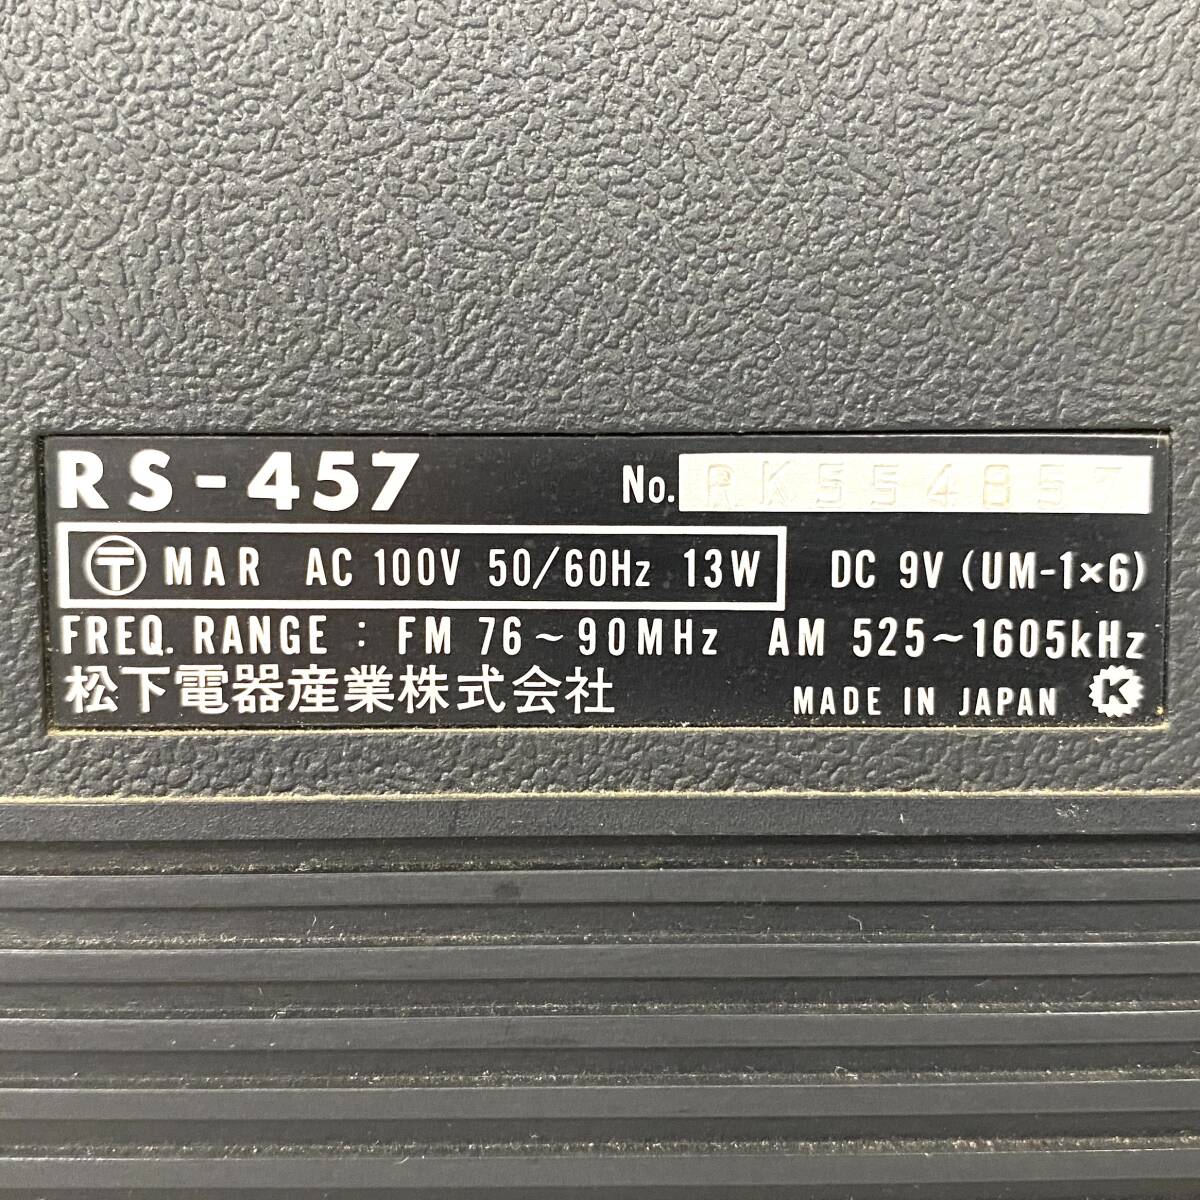 RS-457 No. RK554857
〒 MAR AC 100V 50/60Hz 13W DC 9V (UM-1×6)
FREQ. RANGE : FM 76~90MHz AM 525~1605kHz
松下電器産業株式会社 MADE IN JAPAN K